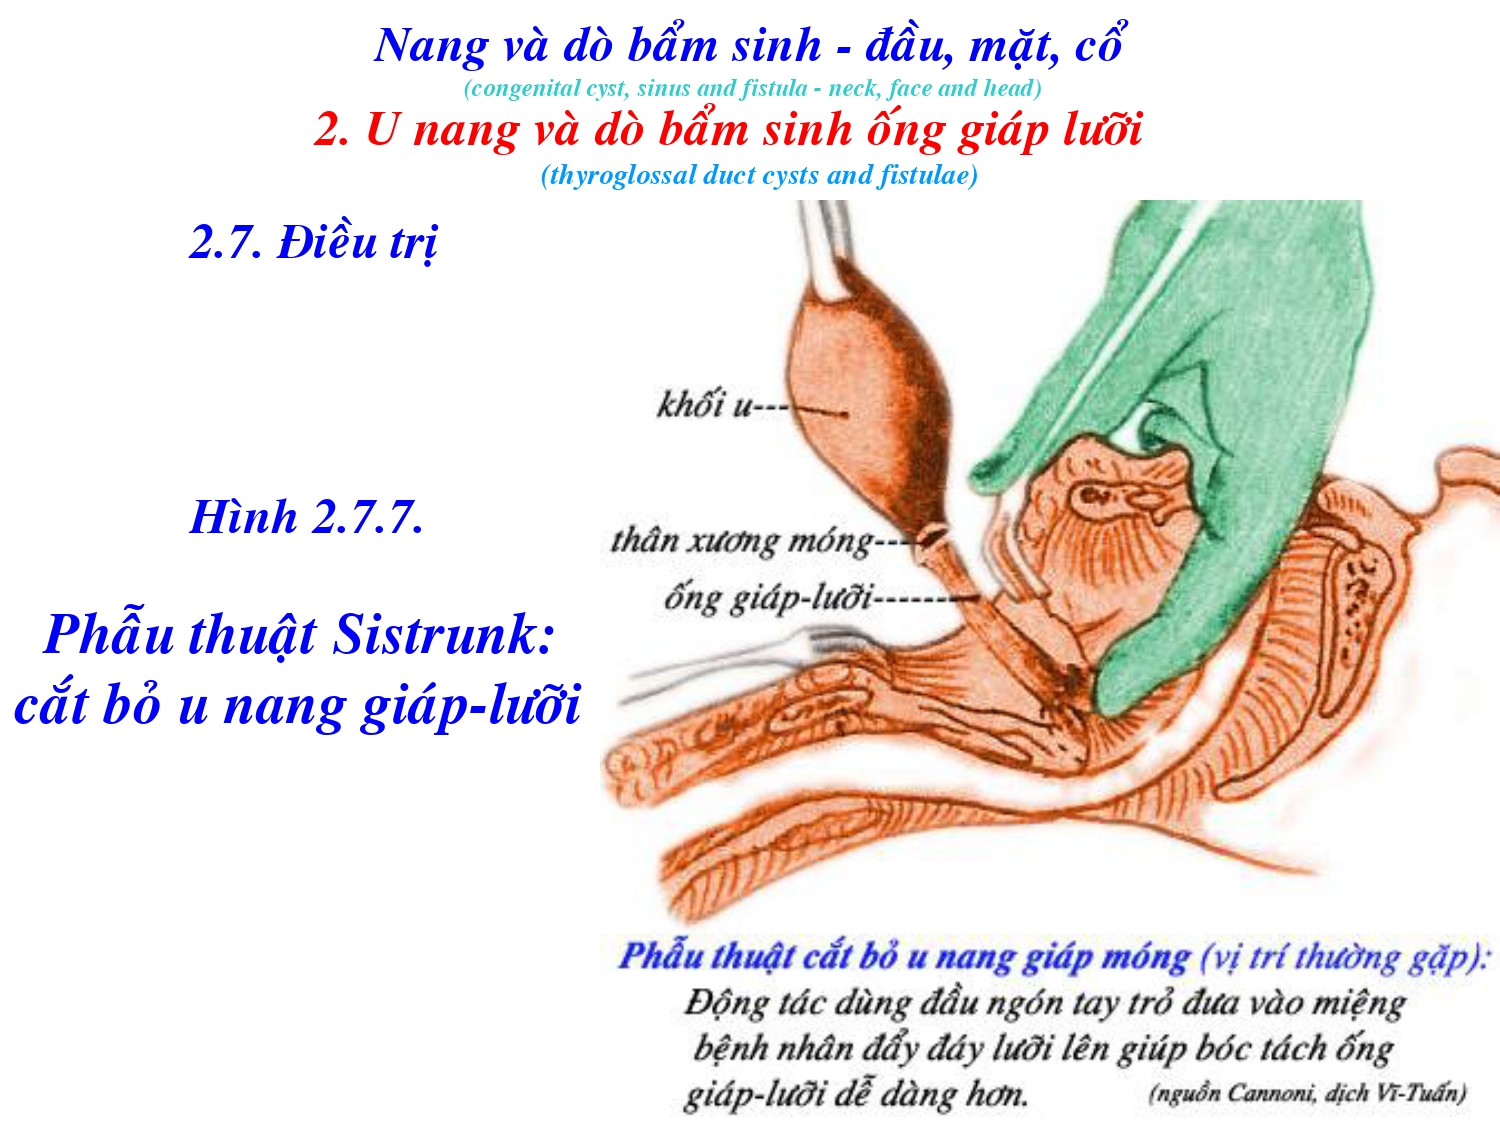 Nang và dò bẩm sinh - đầu, mặt, cổ
(congenital cyst, sinus and fistula - neck, face and head)
2. U nang và dò bẩm sinh ống giáp lưỡi
(thyroglossal duct cysts and fistulae)
2.7. Điều trị
khối u---
Hình 2.7.7.
thân xương móng---
ống giáp-lưỡi-------
Phẫu thuật Sistrunk:
cắt bỏ u nang giáp-lưỡi
Phẫu thuật cắt bỏ u nang giáp móng (vị trí thường gặp):
Động tác dùng đầu ngón tay trỏ đưa vào miệng
bệnh nhân đẩy đáy lưỡi lên giúp bóc tách ống
giáp-lưỡi dễ dàng hơn.
(nguồn Cannoni, dịch Vĩ-Tuấn)